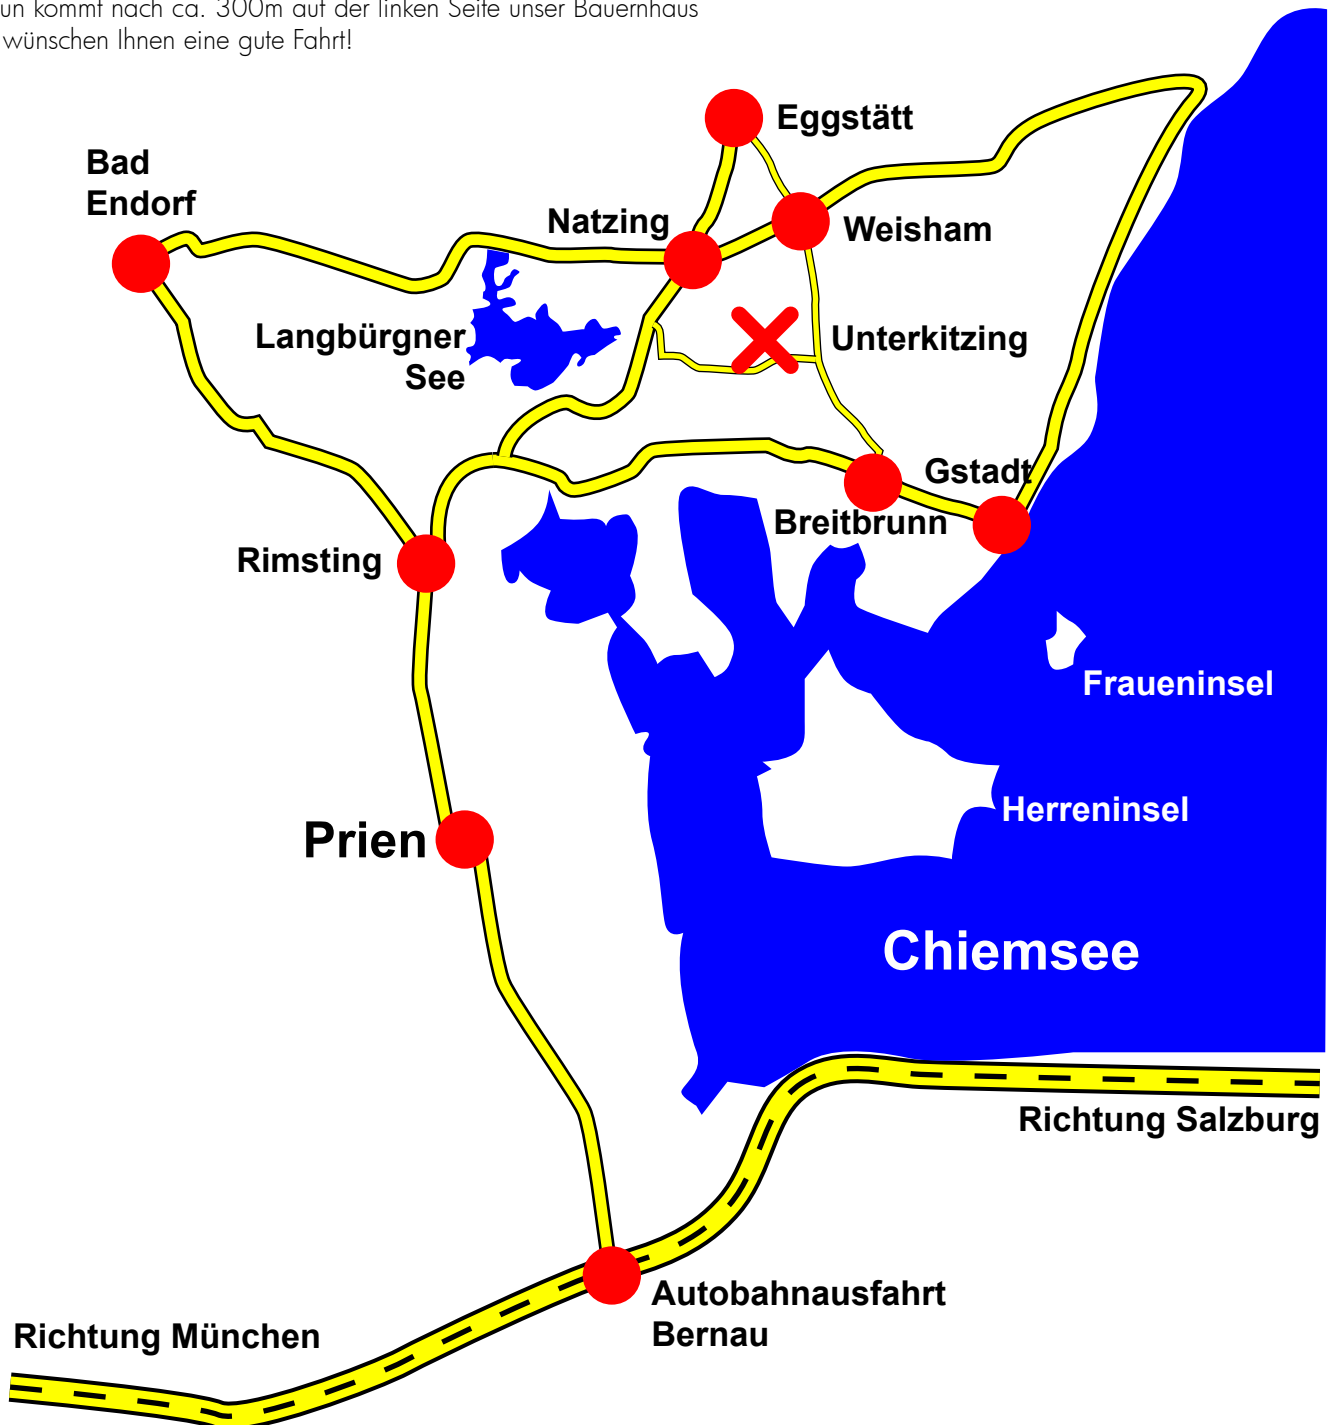 un kommt nach ca. 300m auf der linken Seite unser Bauernhaus
wünschen Ihnen eine gute Fahrt!
Eggstätt
Bad
Endorf
Natzing
Weisham
Langbürgner
See
Unterkitzing
Gstadt
Breitbrunn
Rimsting
Fraueninsel
Herreninsel
Prien
Chiemsee
Richtung Salzburg
Autobahnausfahrt
Bernau
Richtung München